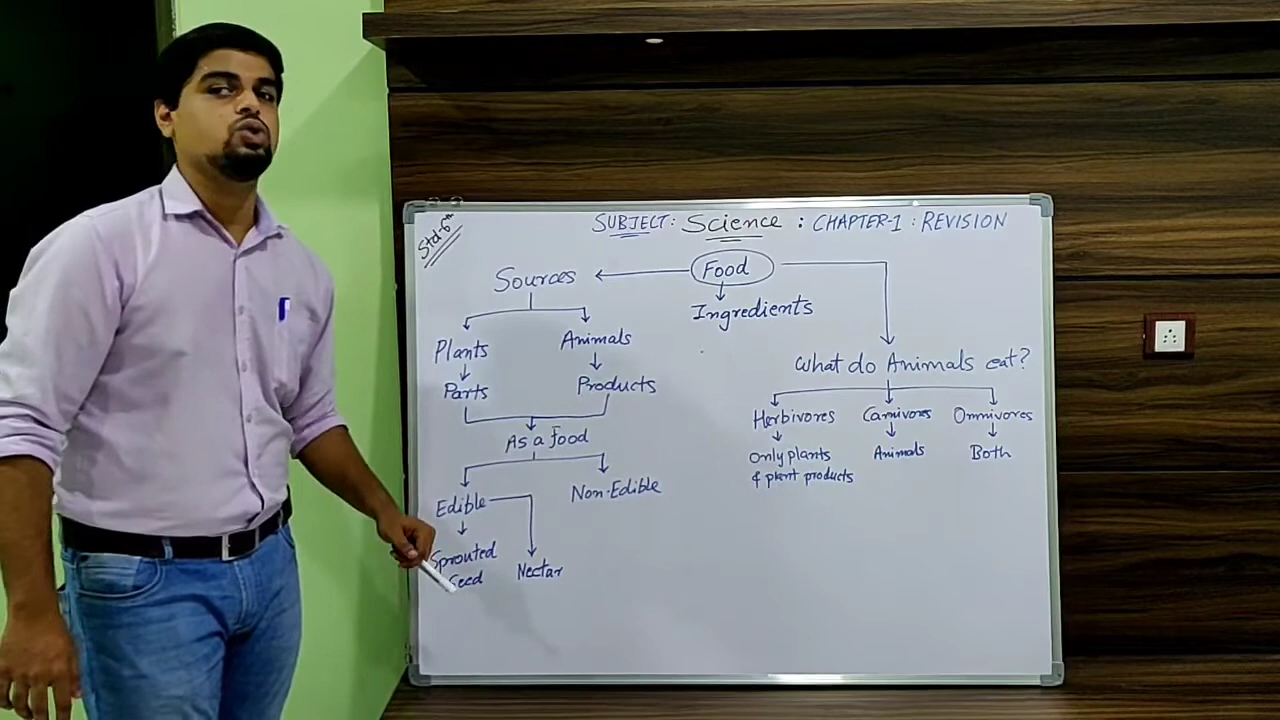 Std-6th
SUBJECT: Science : CHAPTER-1 : REVISION
Food
Sources
Ingredients
Plants
Animals
Parts
Products
As a Food
Edible
Non-Edible
Sprouted
Seed
Nectar
What do Animals eat?
Herbivores
Carnivores
Omnivores
Only plants
& plant products
Animals
Both